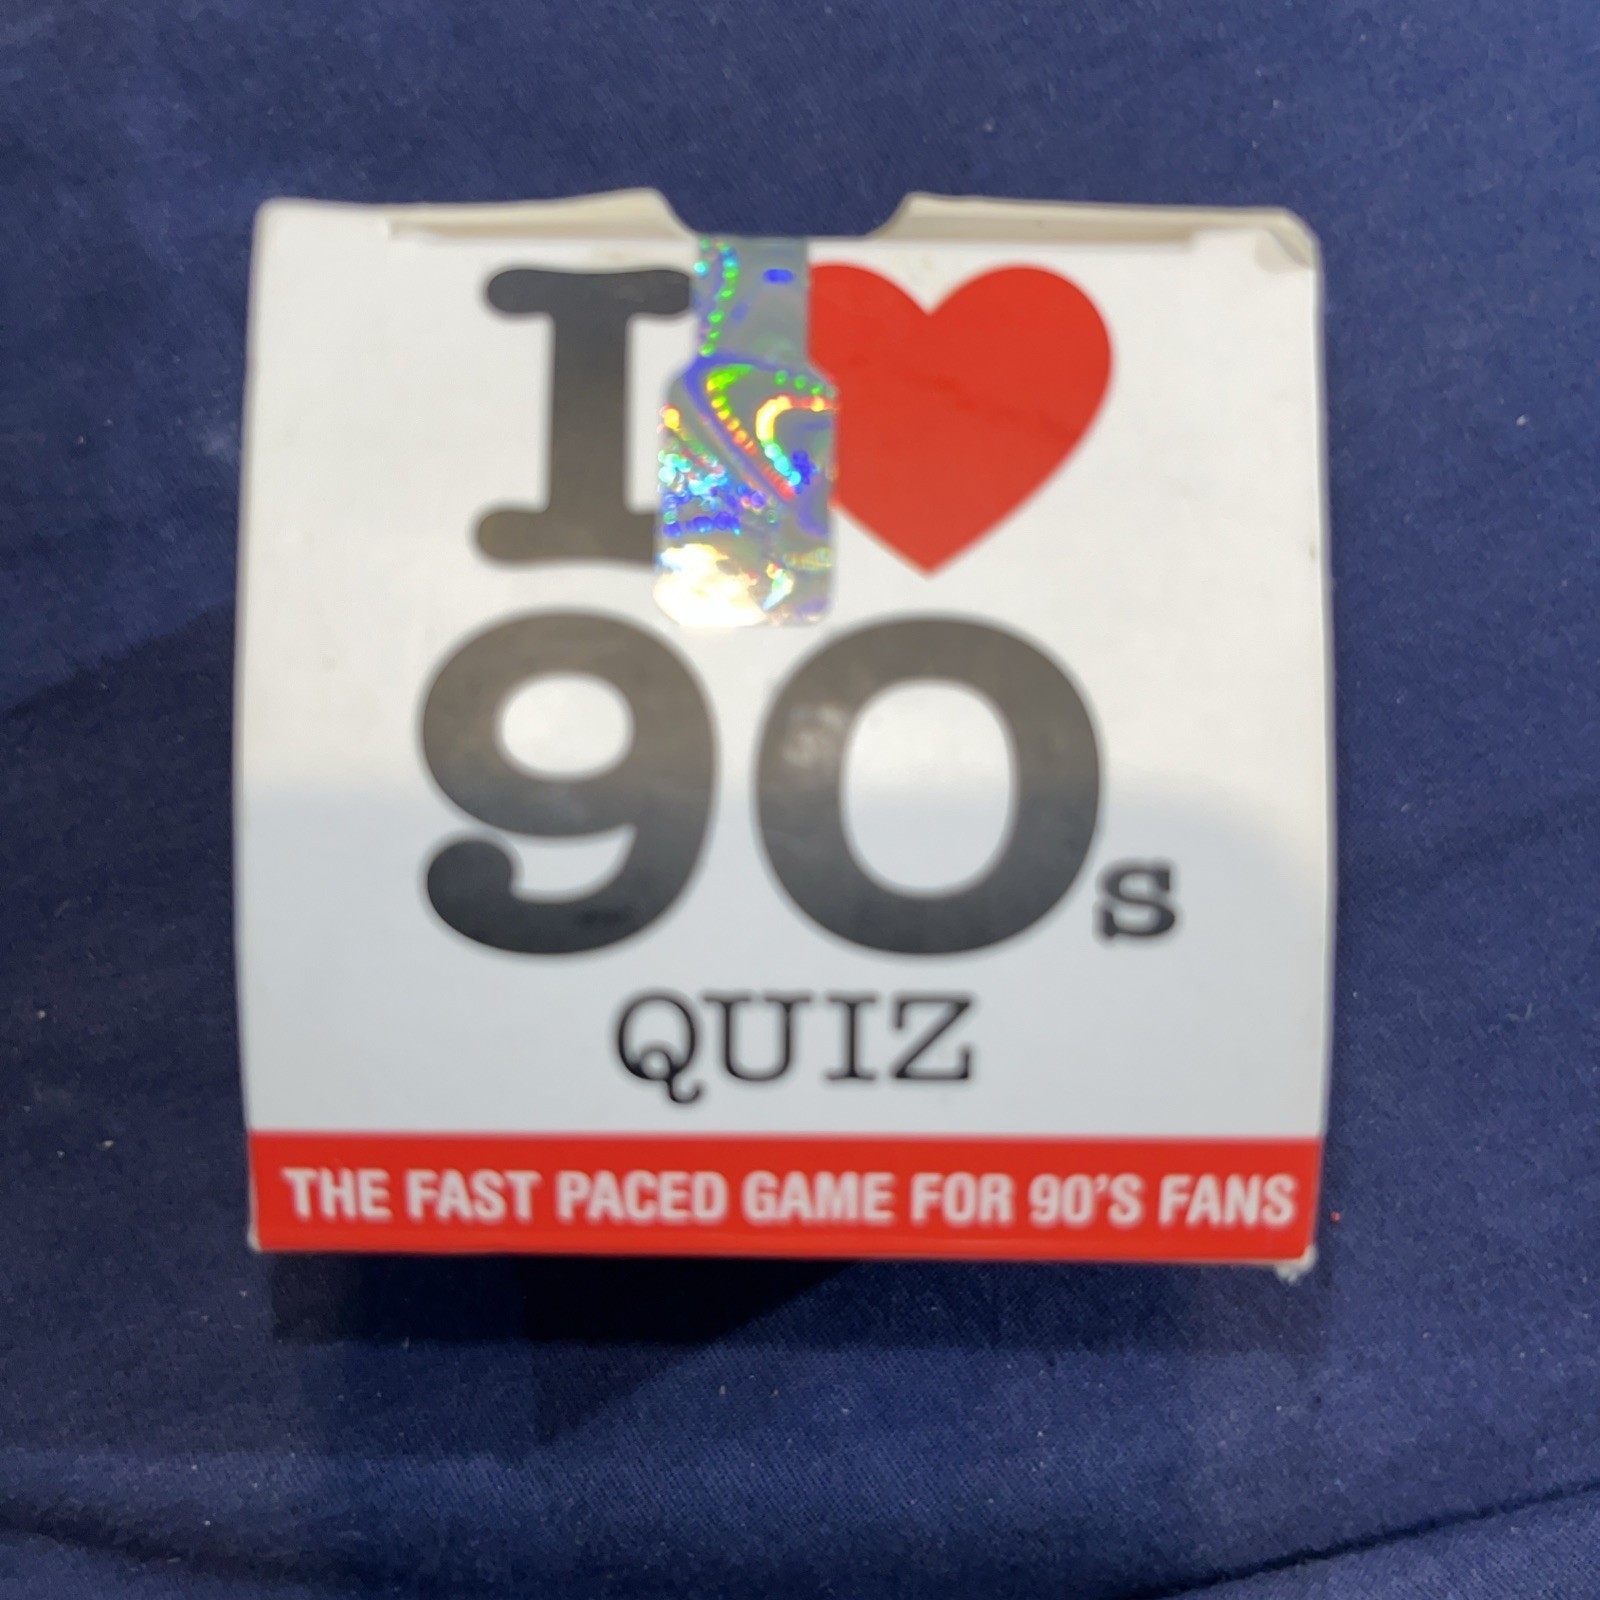 I
90s
QUIZ
THE FAST PACED GAME FOR 90'S FANS